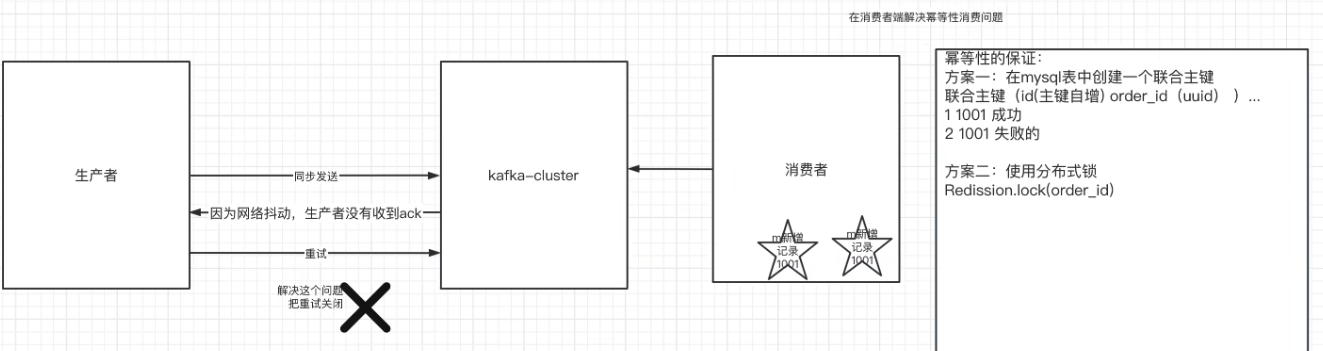 在消费者端解决幂等性消费问题
生产者
同步发送
因为网络抖动，生产者没有收到ack
重试
解决这个问题
把重试关闭
kafka-cluster
消费者
m新增
记录
1001
m新增
记录
1001
幂等性的保证：
方案一：在mysql表中创建一个联合主键
联合主键（id(主键自增) order_id（uuid））...
1 1001 成功
2 1001 失败的
方案二：使用分布式锁
Redission.lock(order_id)